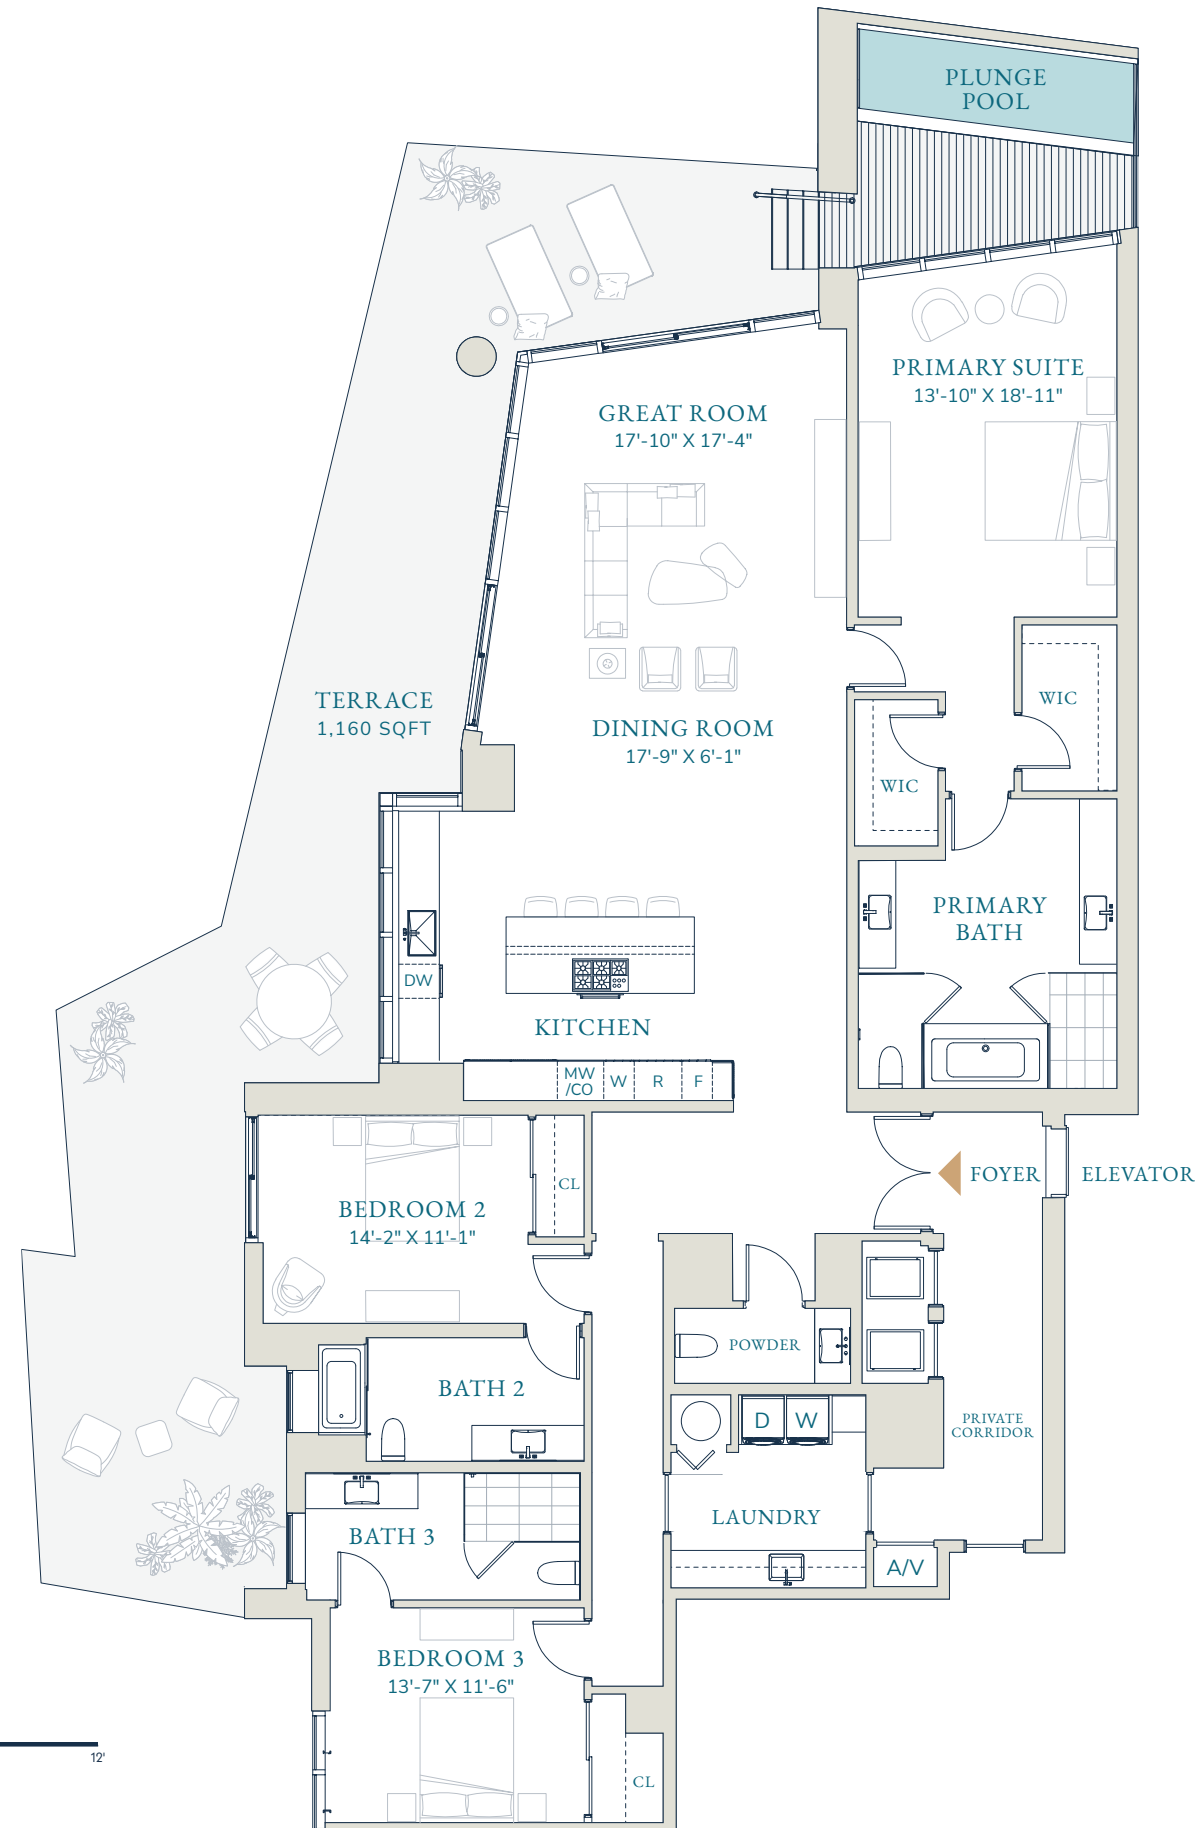 PLUNGE
POOL
PRIMARY SUITE
13'-10" X 18'-11"
GREAT ROOM
17'-10" X 17'-4"
TERRACE
1,160 SQFT
DINING ROOM
17'-9" X 6'-1"
WIC
WIC
PRIMARY
BATH
DW
KITCHEN
MW
/CO
W
R
F
FOYER
ELEVATOR
CL
BEDROOM 2
14'-2" X 11'-1"
POWDER
BATH 2
D
W
PRIVATE
CORRIDOR
LAUNDRY
BATH 3
A/V
BEDROOM 3
13'-7" X 11'-6"
CL
12'